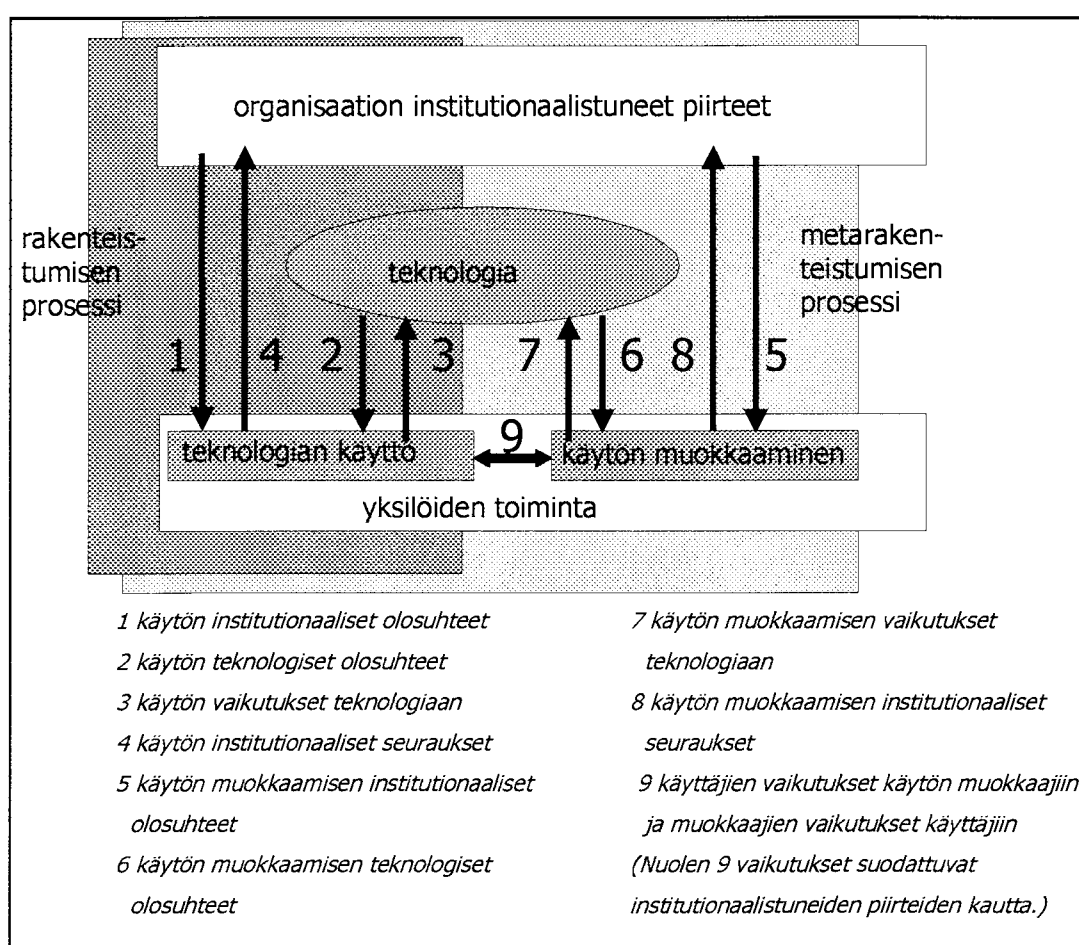 organisaation institutionaalistuneet piirteet
rakenteis-
tumisen
prosessi
metaraken-
teistumisen
prosessi
teknologia
1 4 2 3 7 6 8 5
teknologian käyttö
9
käytön muokkaaminen
yksilöiden toiminta
1 käytön institutionaaliset olosuhteet
2 käytön teknologiset olosuhteet
3 käytön vaikutukset teknologiaan
4 käytön institutionaaliset seuraukset
5 käytön muokkaamisen institutionaaliset
olosuhteet
6 käytön muokkaamisen teknologiset
olosuhteet
7 käytön muokkaamisen vaikutukset
teknologiaan
8 käytön muokkaamisen institutionaaliset
seuraukset
9 käyttäjien vaikutukset käytön muokkaajiin
ja muokkaajien vaikutukset käyttäjiin
(Nuolen 9 vaikutukset suodattuvat
institutionaalistuneiden piirteiden kautta.)